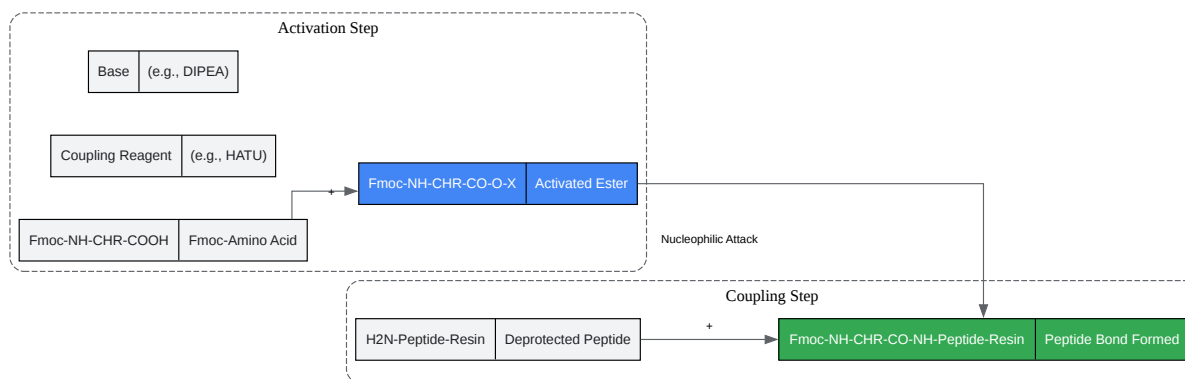 Activation Step
Base (e.g., DIPEA)
Coupling Reagent (e.g., HATU)
Fmoc-NH-CHR-COOH Fmoc-Amino Acid
+
Fmoc-NH-CHR-CO-O-X Activated Ester
Nucleophilic Attack
Coupling Step
H2N-Peptide-Resin Deprotected Peptide
+
Fmoc-NH-CHR-CO-NH-Peptide-Resin Peptide Bond Formed